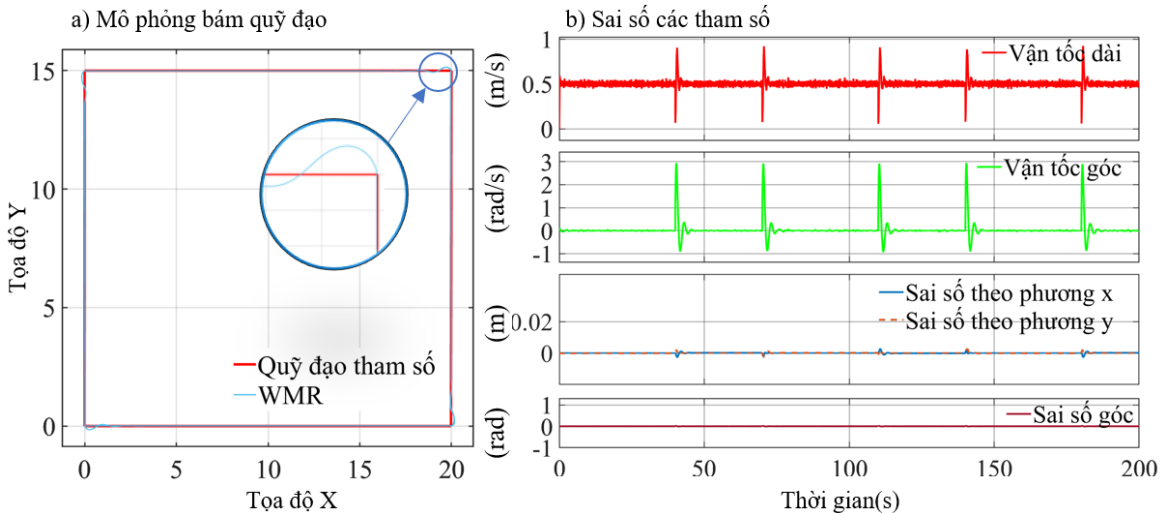 a) Mô phỏng bám quỹ đạo
15
10
5
0
0
5
10
15
20
Tọa độ Y
Tọa độ X
Quỹ đạo tham số
WMR
b) Sai số các tham số
(m/s)
1
0.5
0
Vận tốc dài
(rad/s)
3
2
1
0
-1
Vận tốc góc
(m)
0.02
0
Sai số theo phương x
Sai số theo phương y
(rad)
1
0
-1
Sai số góc
0
50
100
150
200
Thời gian(s)